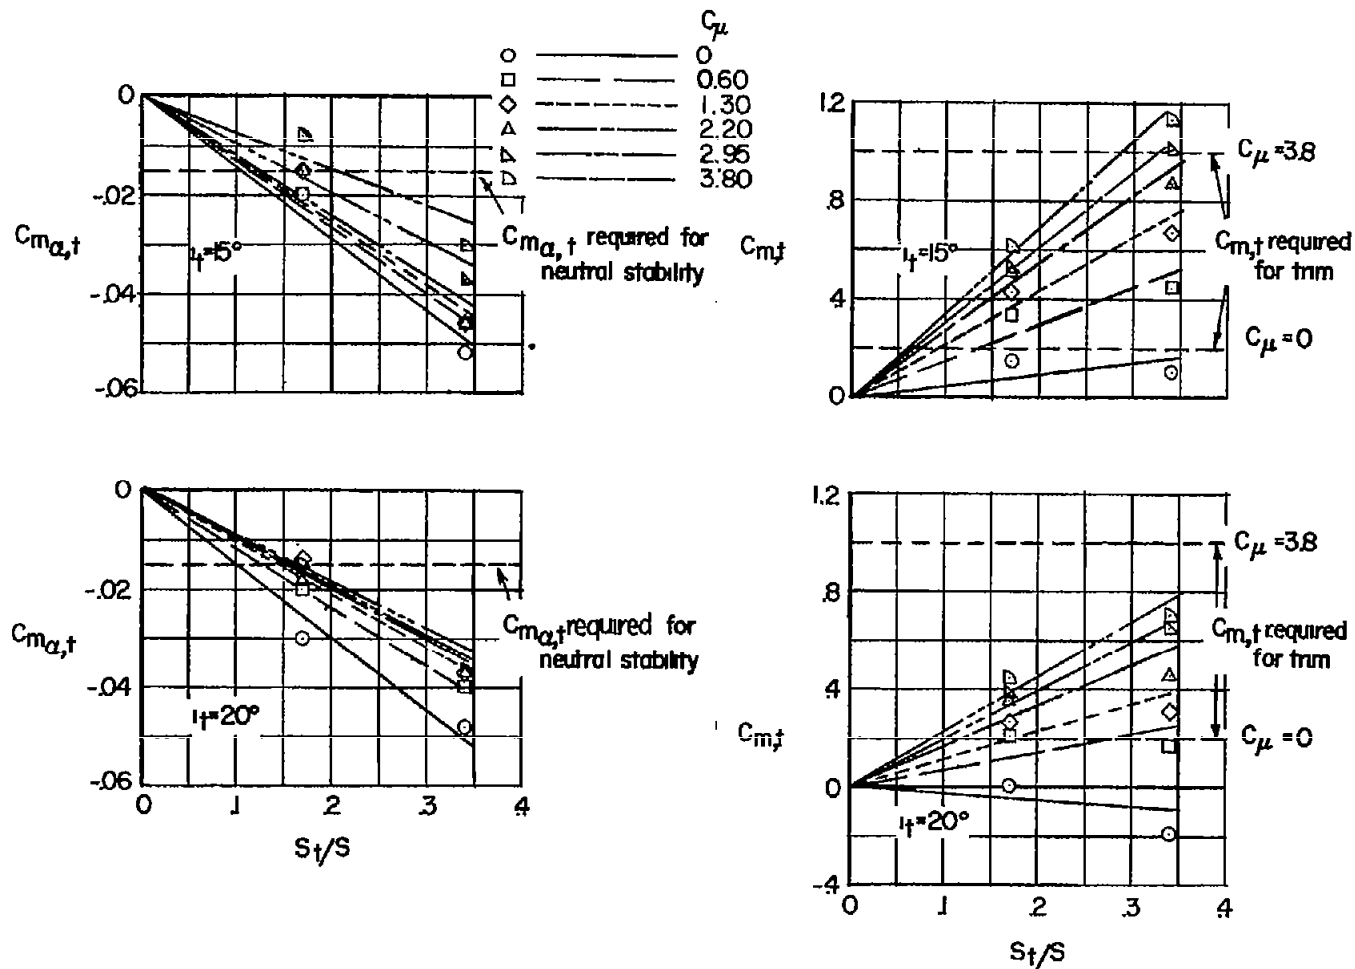 Cμ
0
0.60
1.30
2.20
2.95
3.80
0
-.02
-.04
-.06
Cmα,t
ιt=15°
Cmα,t required for
neutral stability
1.2
.8
.4
0
Cm,t
ιt=15°
Cμ=3.8
Cm,t required
for trim
Cμ=0
0
-.02
-.04
-.06
Cmα,t
ιt=20°
Cmα,t required for
neutral stability
0 .1 .2 .3 .4
St/S
1.2
.8
.4
0
-.4
Cm,t
ιt=20°
Cμ=3.8
Cm,t required
for trim
Cμ=0
0 .1 .2 .3 .4
St/S